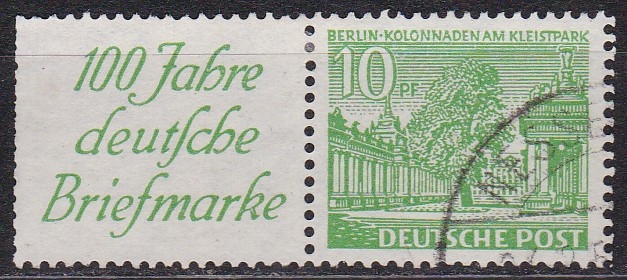 100 Jahre
deutſche
Briefmarke
BERLIN·KOLONNADEN AM KLEISTPARK
10 PF
DEUTSCHE POST